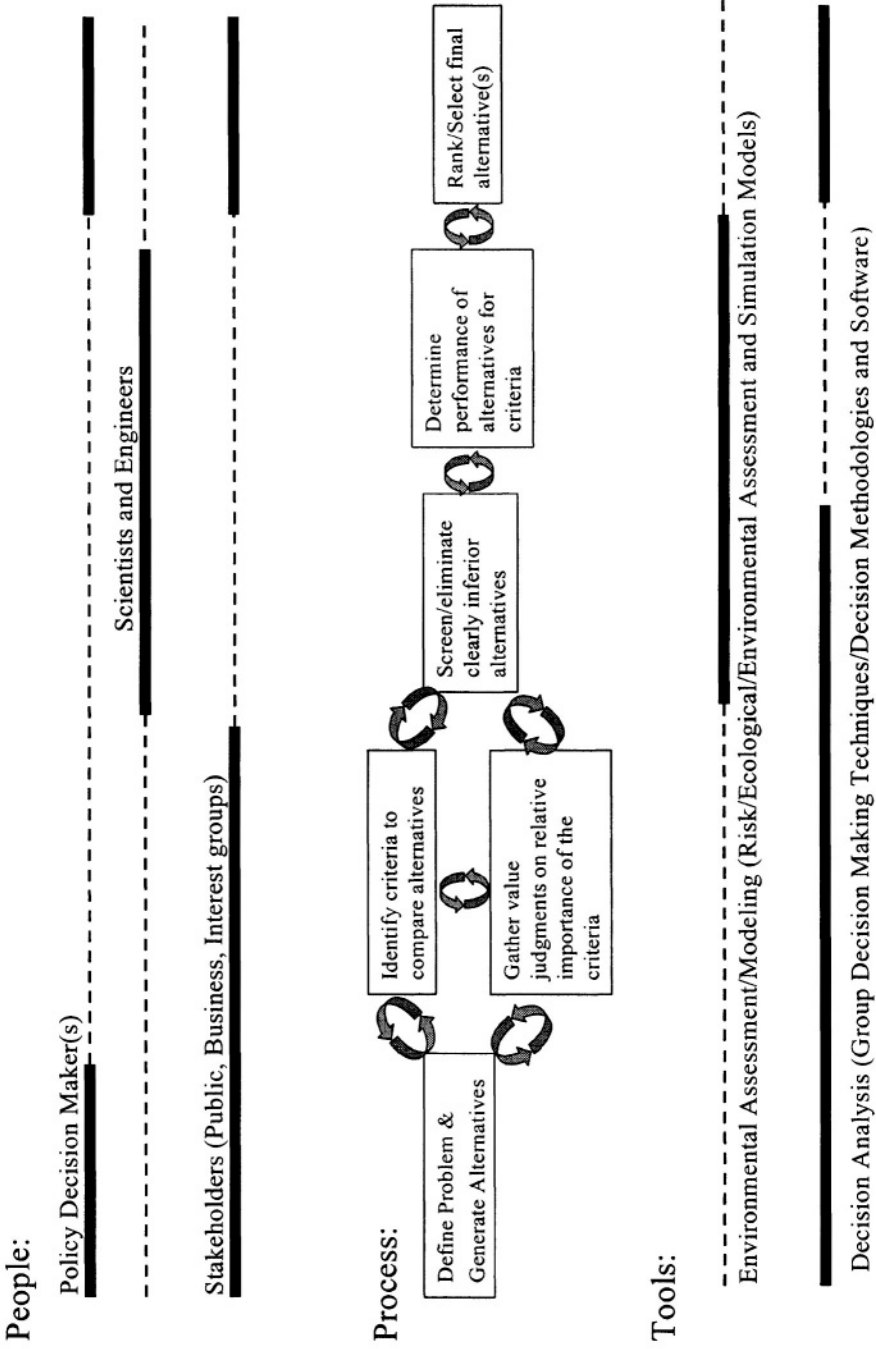 People:
Policy Decision Maker(s)
Scientists and Engineers
Stakeholders (Public, Business, Interest groups)
Process:
Define Problem &
Generate Alternatives
Identify criteria to
compare alternatives
Gather value
judgments on relative
importance of the
criteria
Screen/eliminate
clearly inferior
alternatives
Determine
performance of
alternatives for
criteria
Rank/Select final
alternative(s)
Tools:
Environmental Assessment/Modeling (Risk/Ecological/Environmental Assessment and Simulation Models)
Decision Analysis (Group Decision Making Techniques/Decision Methodologies and Software)